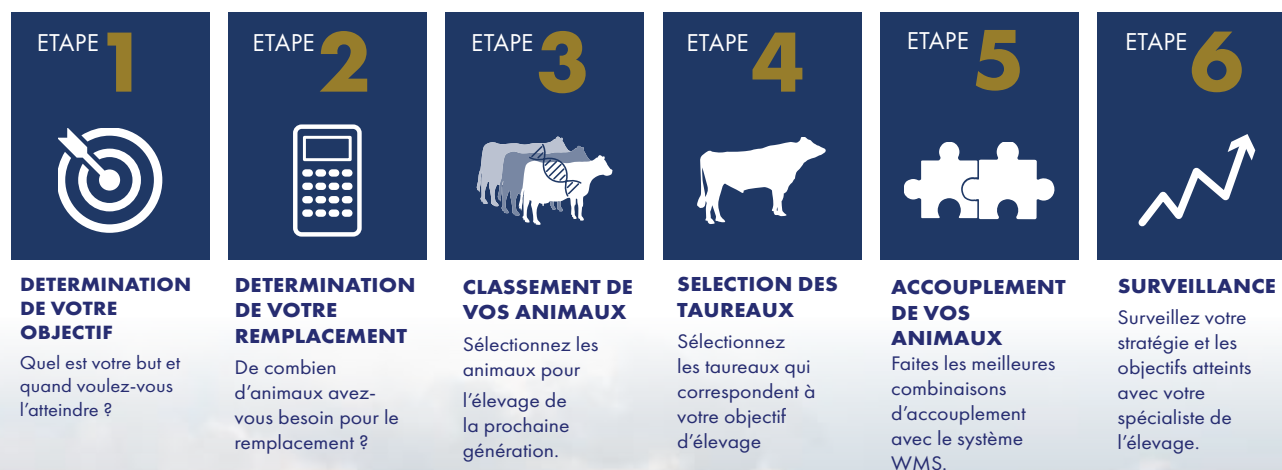 ETAPE 1
DETERMINATION
DE VOTRE
OBJECTIF
Quel est votre but et
quand voulez-vous
l’atteindre ?
ETAPE 2
DETERMINATION
DE VOTRE
REMPLACEMENT
De combien
d’animaux avez-
vous besoin pour le
remplacement ?
ETAPE 3
CLASSEMENT DE
VOS ANIMAUX
Sélectionnez les
animaux pour
l’élevage de
la prochaine
génération.
ETAPE 4
SELECTION DES
TAUREAUX
Sélectionnez
les taureaux qui
correspondent à
votre objectif
d’élevage
ETAPE 5
ACCOUPLEMENT
DE VOS
ANIMAUX
Faites les meilleures
combinaisons
d’accouplement
avec le système
WMS.
ETAPE 6
SURVEILLANCE
Surveillez votre
stratégie et les
objectifs atteints
avec votre
spécialiste de
l’élevage.